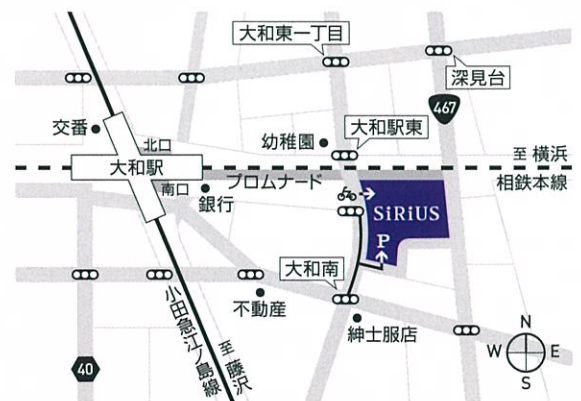 大和東一丁目
深見台
467
交番
北口
幼稚園
大和駅東
至 横浜
大和駅
相鉄本線
南口
プロムナード
銀行
SiRiUS
P
大和南
不動産
紳士服店
小田急江ノ島線
至 藤沢
40
N
W
E
S